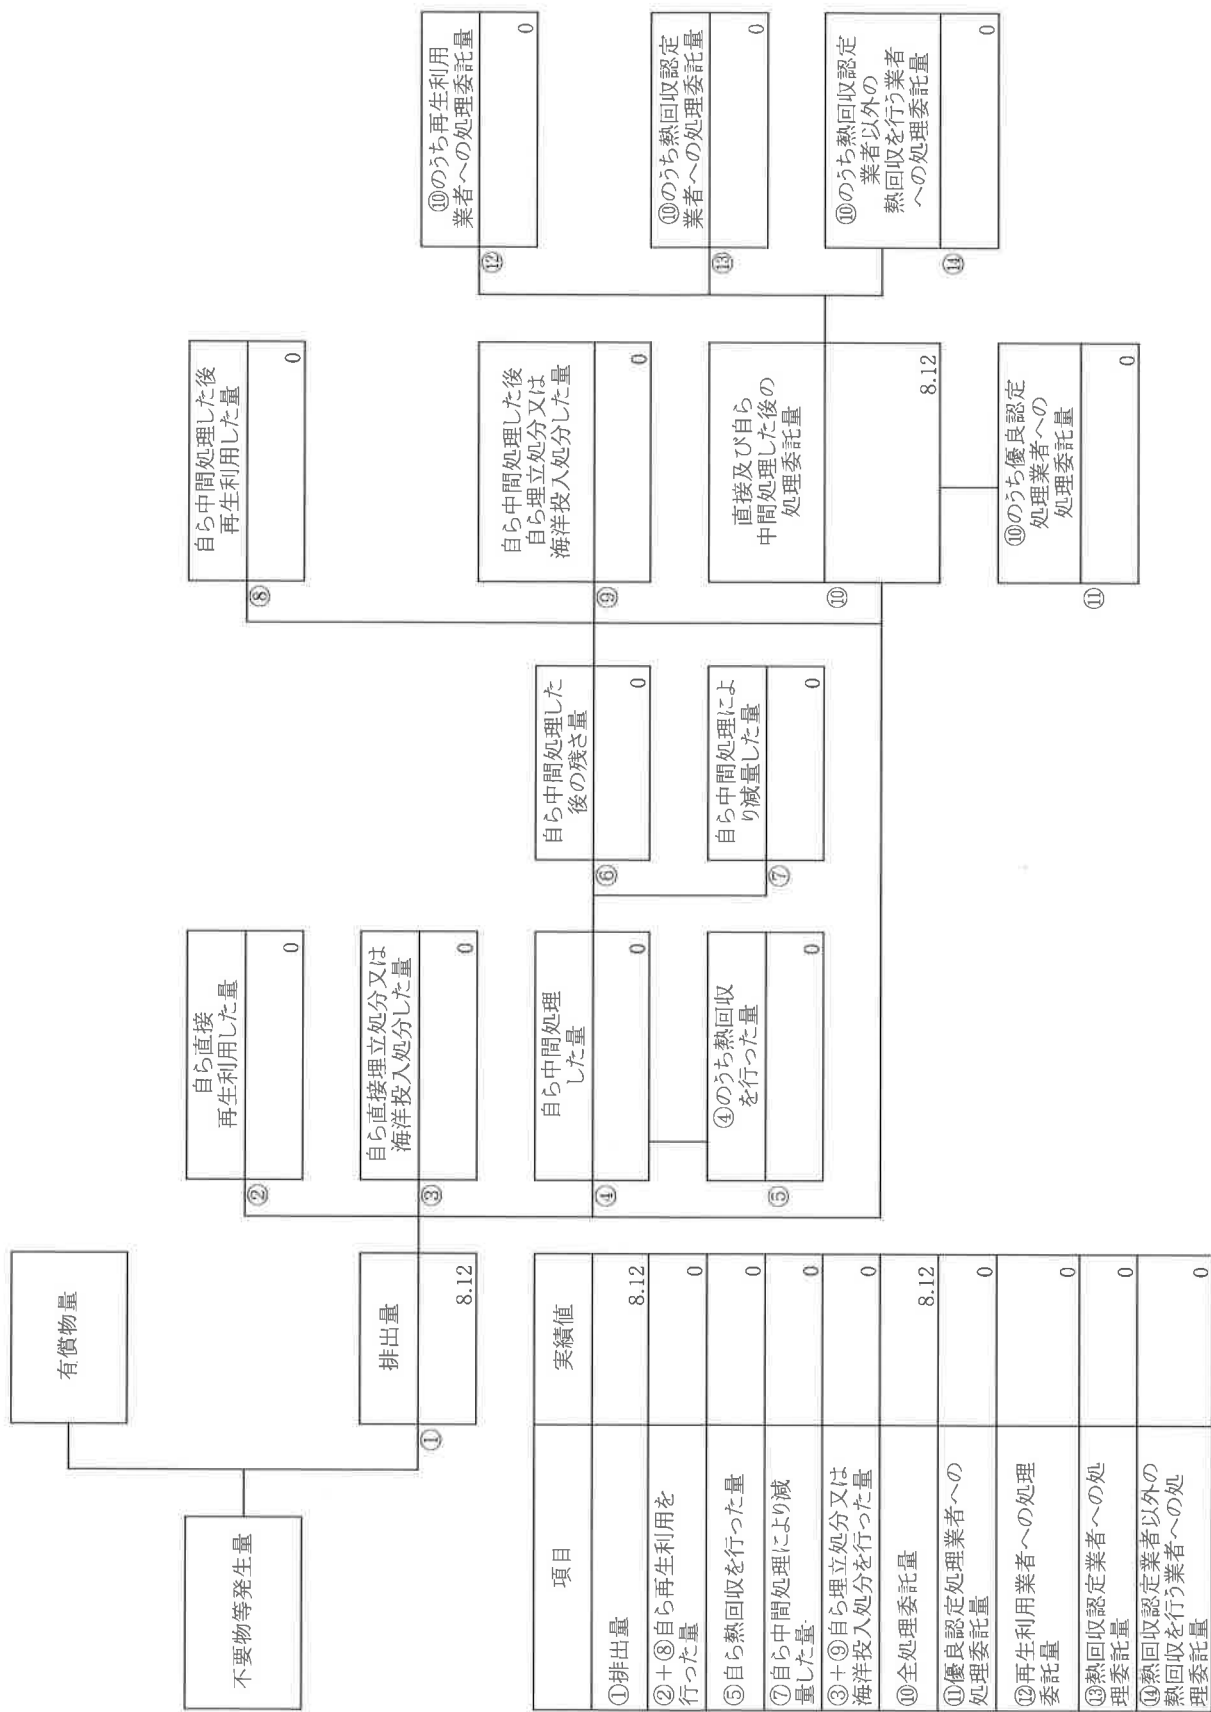 不要物等発生量
有償物量
①
排出量
8.12
②
自ら直接
再生利用した量
0
③
自ら直接埋立処分又は
海洋投入処分した量
0
④
自ら中間処理
した量
0
⑤
④のうち熱回収
を行った量
0
⑥
自ら中間処理した
後の残さ量
0
⑦
自ら中間処理によ
り減量した量
0
⑧
自ら中間処理した後
再生利用した量
0
⑨
自ら中間処理した後
自ら埋立処分又は
海洋投入処分した量
0
⑩
直接及び自ら
中間処理した後の
処理委託量
8.12
⑪
⑩のうち優良認定
処理業者への
処理委託量
0
⑫
⑩のうち再生利用
業者への処理委託量
0
⑬
⑩のうち熱回収認定
業者への処理委託量
0
⑭
⑩のうち熱回収認定
業者以外の
熱回収を行う業者
への処理委託量
0
項目 実績値
①排出量 8.12
②+⑧自ら再生利用を
行った量 0
⑤自ら熱回収を行った量 0
⑦自ら中間処理により減
量した量 0
③+⑨自ら埋立処分又は
海洋投入処分を行った量 0
⑩全処理委託量 8.12
⑪優良認定処理業者への
処理委託量 0
⑫再生利用業者への処理
委託量 0
⑬熱回収認定業者への処
理委託量 0
⑭熱回収認定業者以外の
熱回収を行う業者への処
理委託量 0